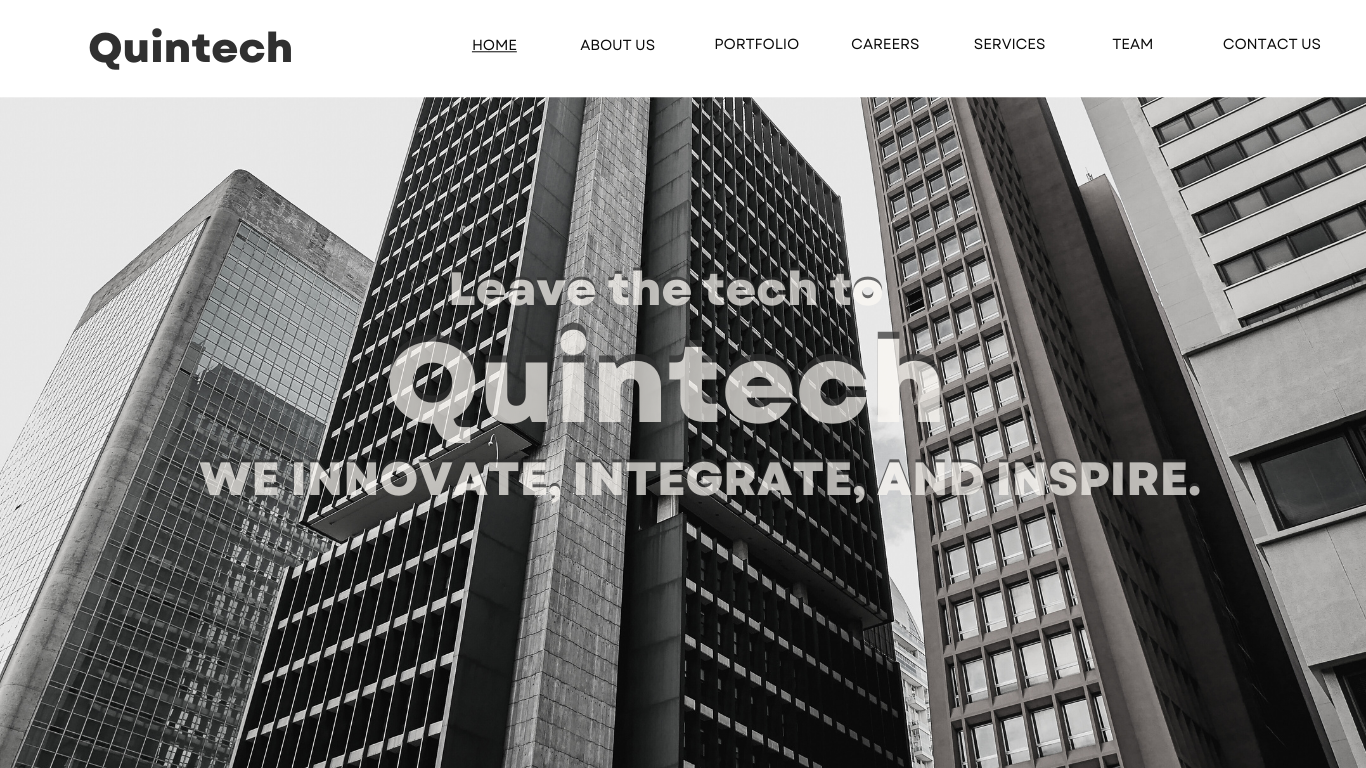 Quintech
HOME ABOUT US PORTFOLIO CAREERS SERVICES TEAM CONTACT US
Leave the tech to
Quintech
WE INNOVATE, INTEGRATE, AND INSPIRE.